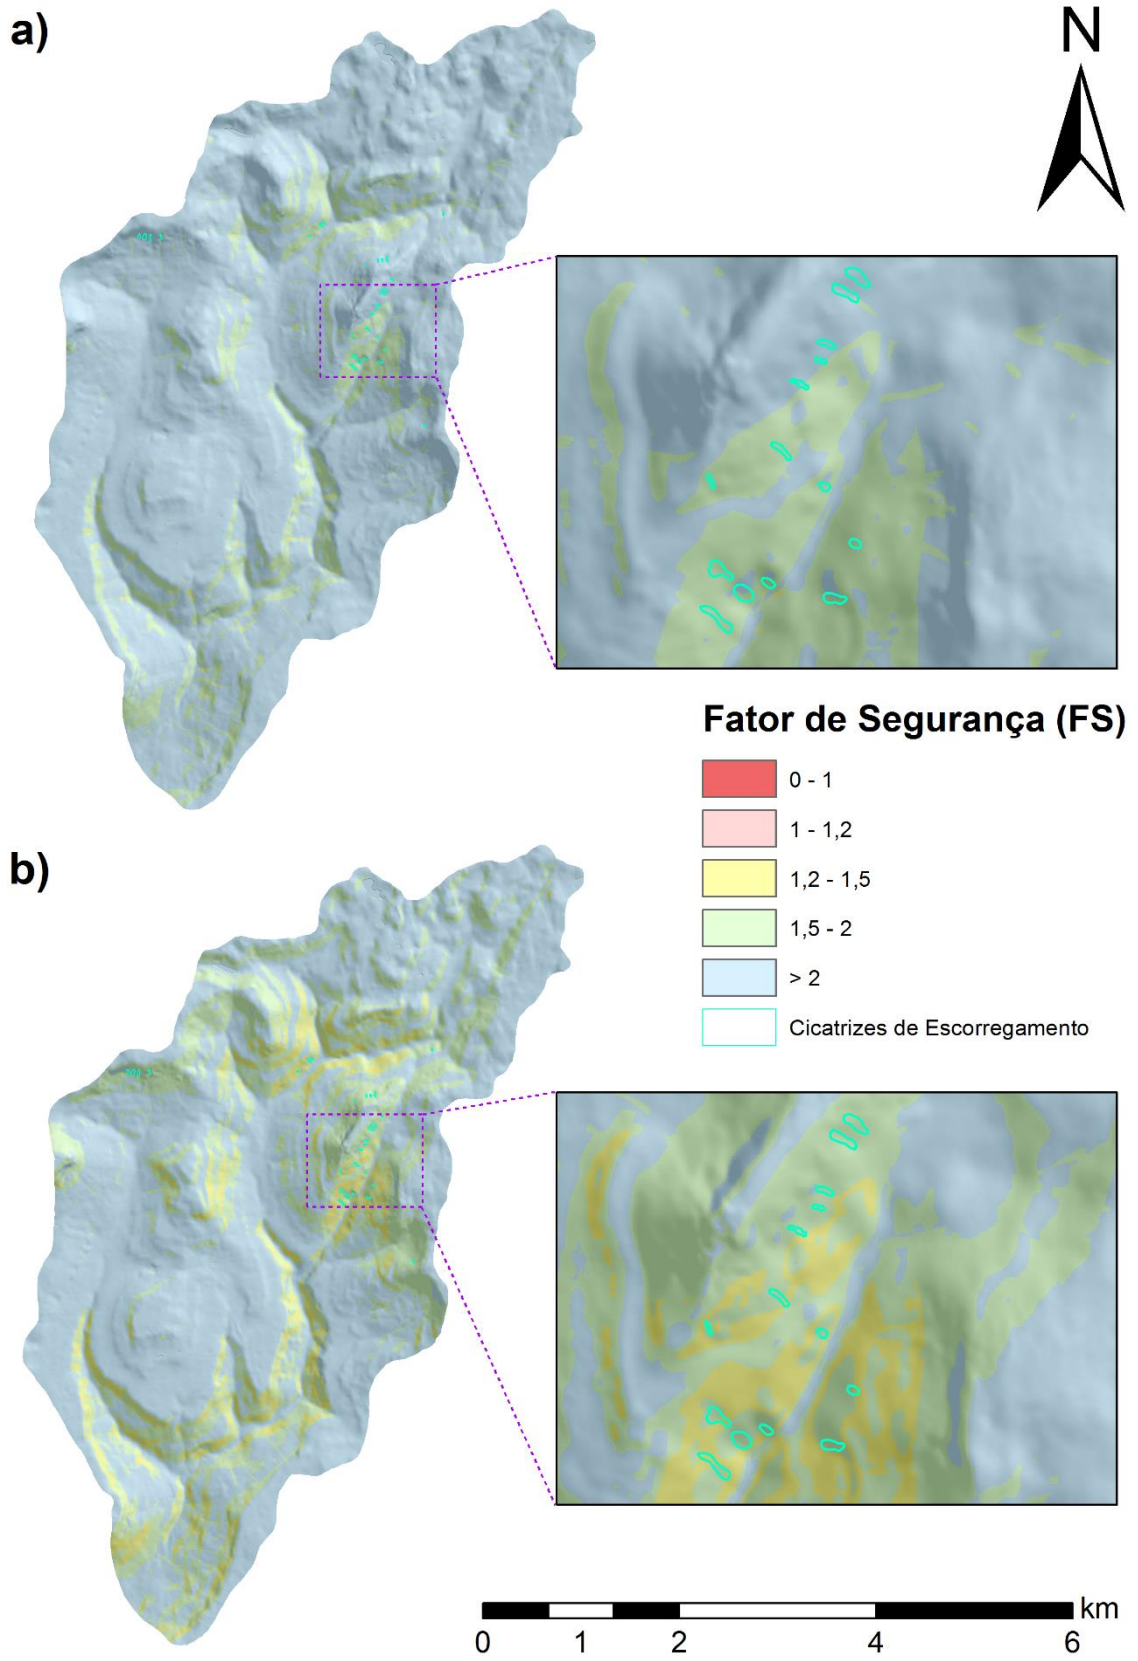 a)
N
Fator de Segurança (FS)
0 - 1
1 - 1,2
1,2 - 1,5
1,5 - 2
> 2
Cicatrizes de Escorregamento
b)
km
0 1 2 4 6